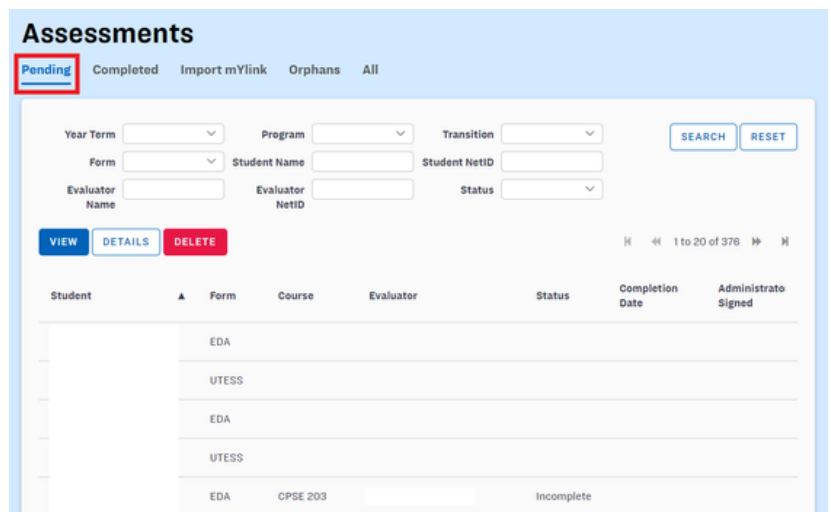 Assessments
Pending Completed Import mYlink Orphans All
Year Term Program Transition SEARCH RESET
Form Student Name Student NetID
Evaluator Name Evaluator NetID Status
VIEW DETAILS DELETE 1 to 20 of 376
Student ▲ Form Course Evaluator Status Completion Date Administrato Signed
EDA
UTESS
EDA
UTESS
EDA CPSE 203 Incomplete